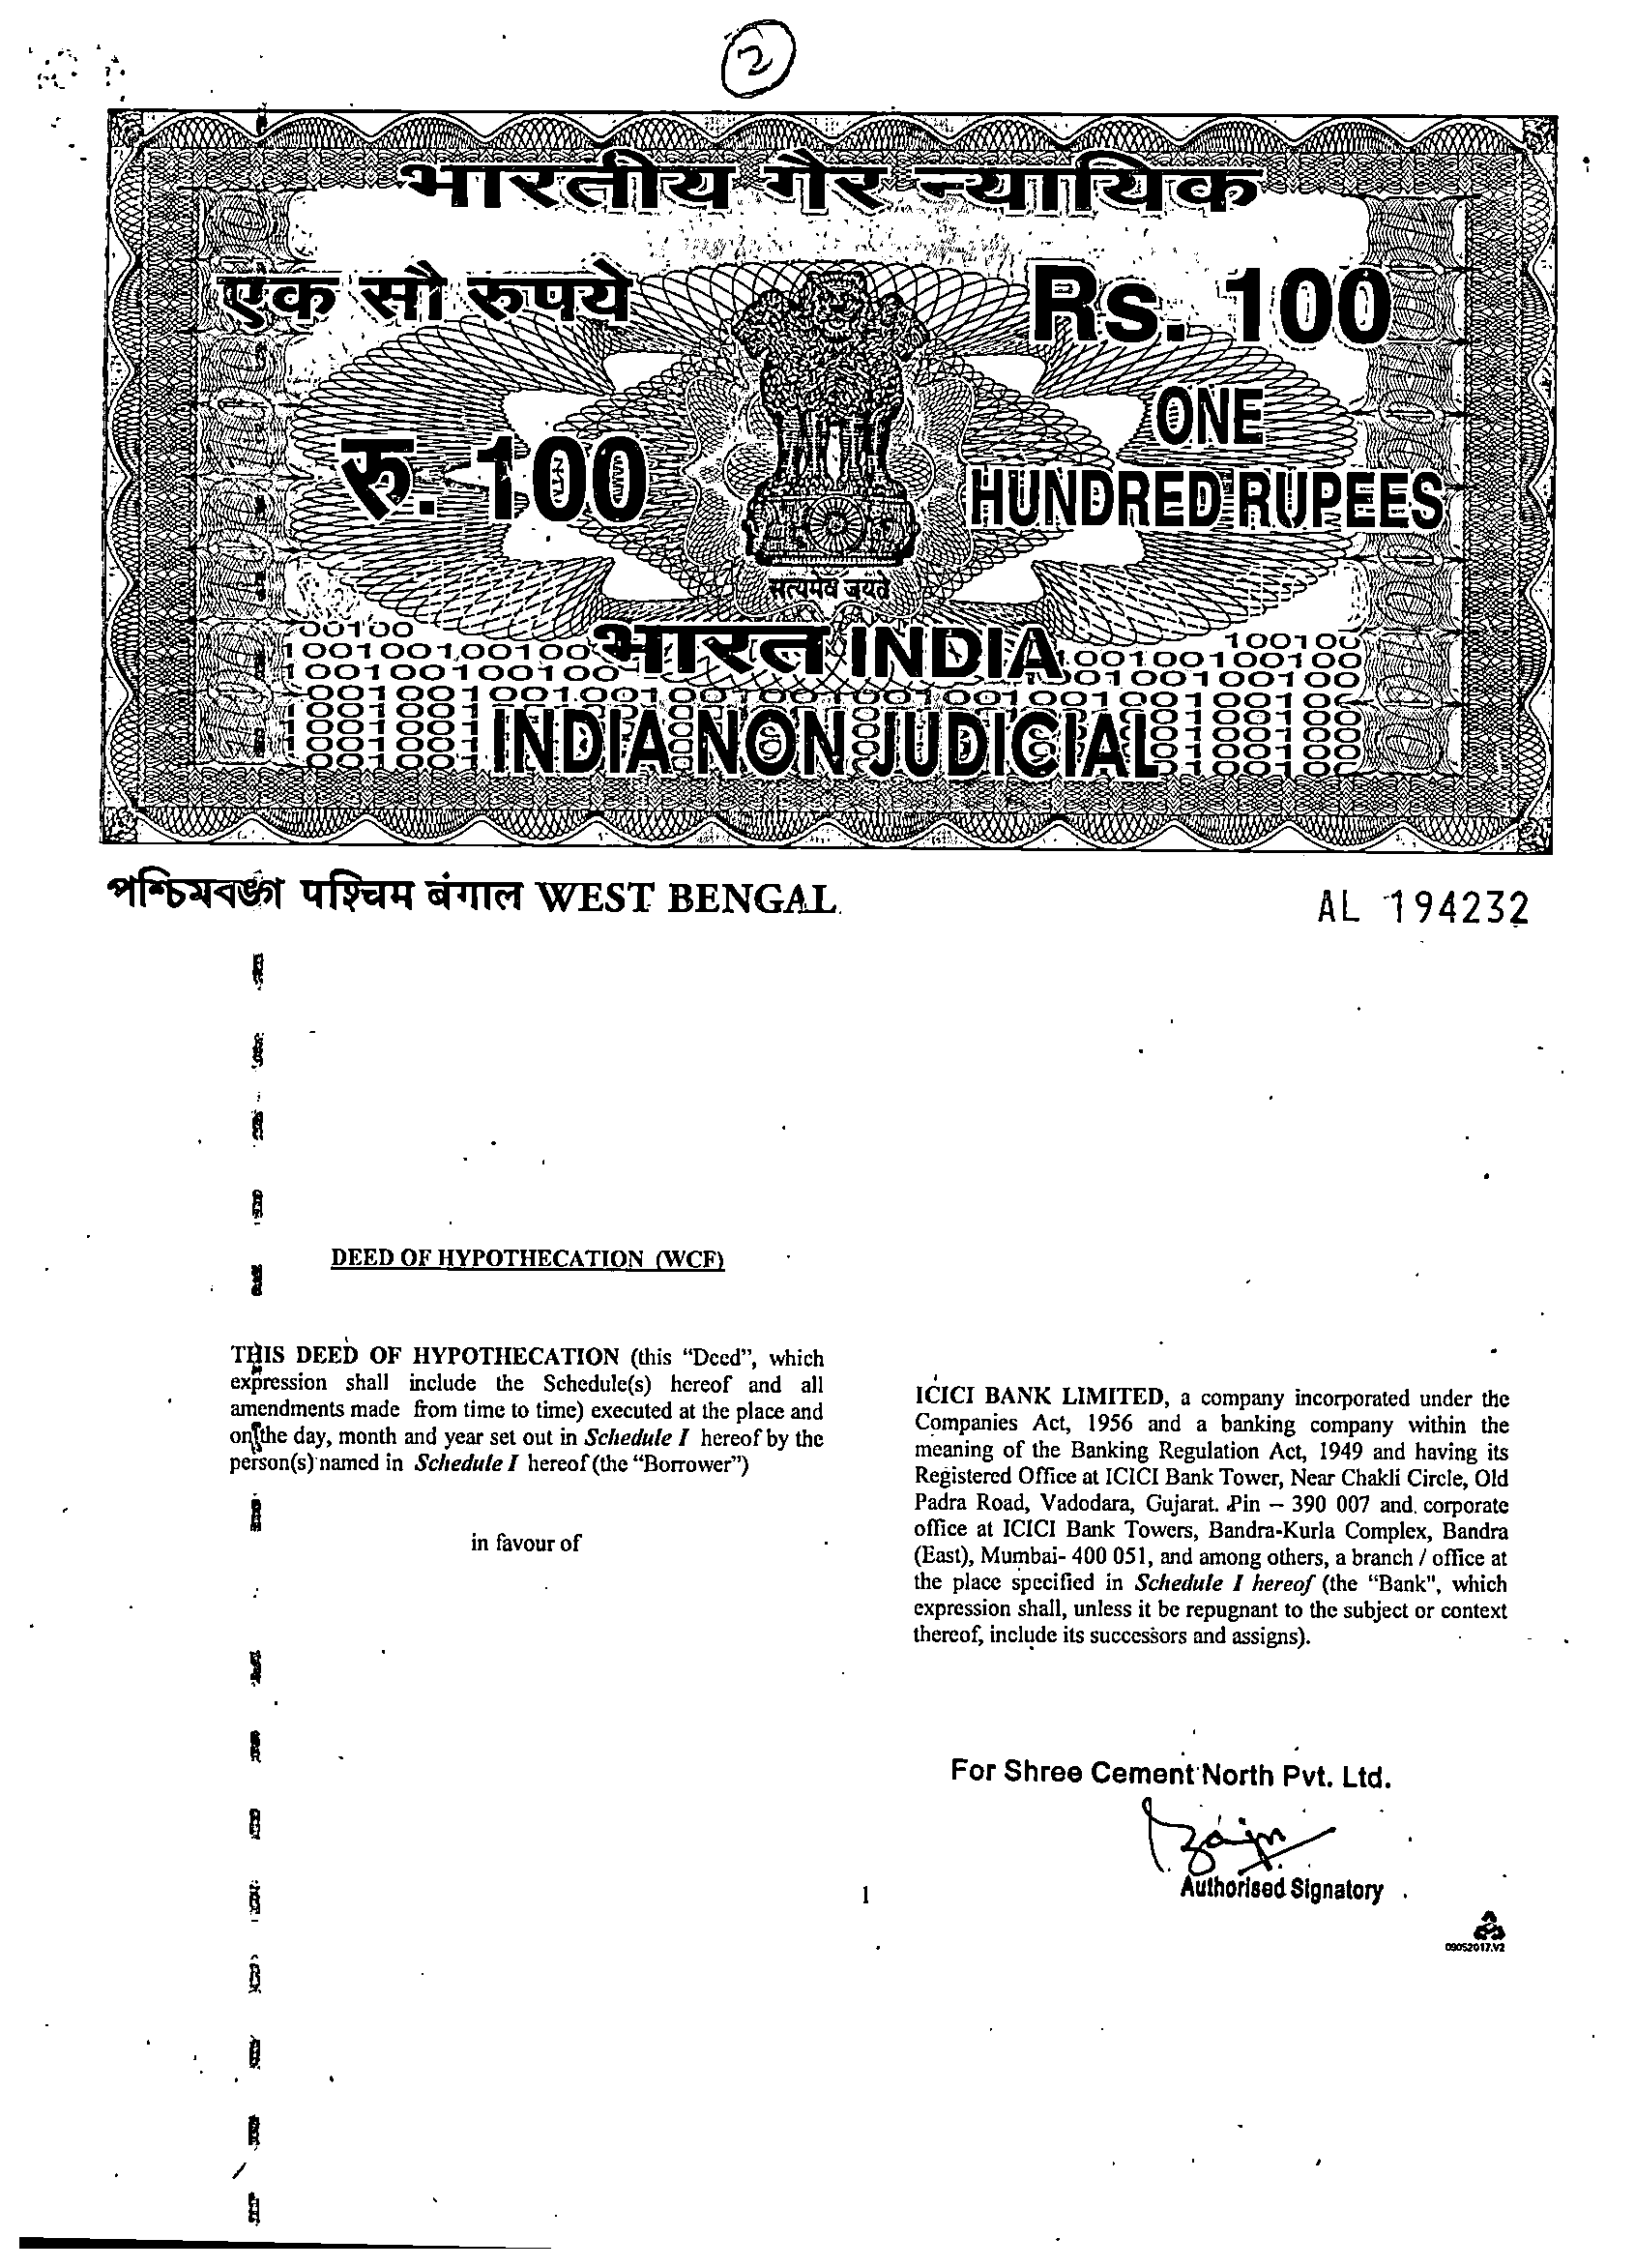 2
भारतीय गैर न्यायिक
एक सौ रुपये
Rs. 100
रु. 100
ONE
HUNDRED RUPEES
सत्यमेव जयते
भारत INDIA
INDIA NON JUDICIAL
পশ্চিমবঙ্গ पश्चिम बंगाल WEST BENGAL
AL 194232
DEED OF HYPOTHECATION (WCF)
THIS DEED OF HYPOTHECATION (this “Deed”, which
expression shall include the Schedule(s) hereof and all
amendments made from time to time) executed at the place and
on the day, month and year set out in Schedule I hereof by the
person(s) named in Schedule I hereof (the “Borrower”)
in favour of
ICICI BANK LIMITED, a company incorporated under the
Companies Act, 1956 and a banking company within the
meaning of the Banking Regulation Act, 1949 and having its
Registered Office at ICICI Bank Tower, Near Chakli Circle, Old
Padra Road, Vadodara, Gujarat. Pin – 390 007 and corporate
office at ICICI Bank Towers, Bandra-Kurla Complex, Bandra
(East), Mumbai- 400 051, and among others, a branch / office at
the place specified in Schedule I hereof (the “Bank”, which
expression shall, unless it be repugnant to the subject or context
thereof, include its successors and assigns).
For Shree Cement North Pvt. Ltd.
Authorised Signatory
1
09052017.V2